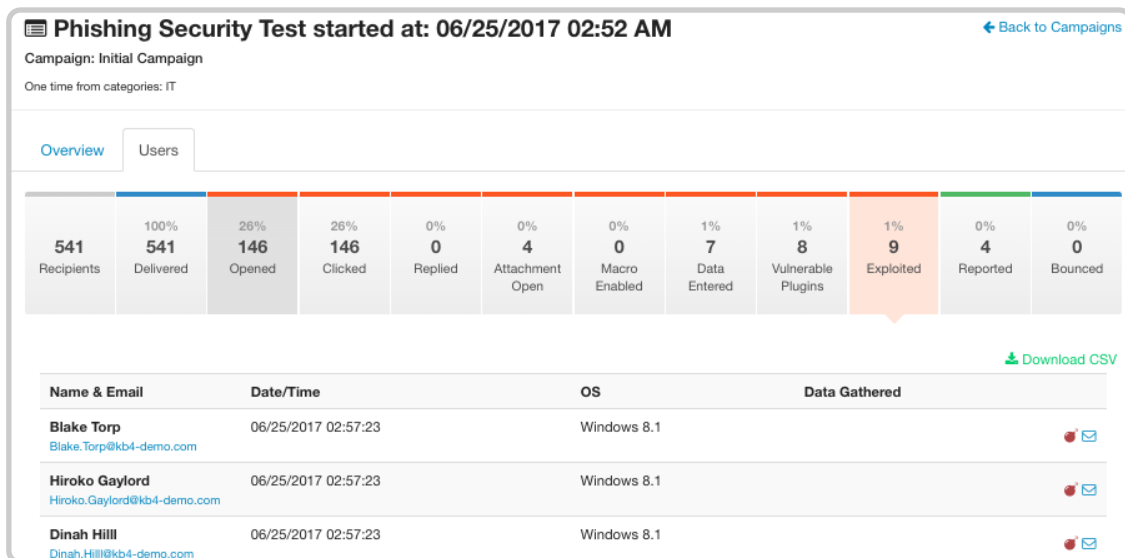 Phishing Security Test started at: 06/25/2017 02:52 AM
Back to Campaigns
Campaign: Initial Campaign
One time from categories: IT
Overview
Users
541
Recipients
100%
541
Delivered
26%
146
Opened
26%
146
Clicked
0%
0
Replied
0%
4
Attachment
Open
0%
0
Macro
Enabled
1%
7
Data
Entered
1%
8
Vulnerable
Plugins
1%
9
Exploited
0%
4
Reported
0%
0
Bounced
Download CSV
Name & Email Date/Time OS Data Gathered
Blake Torp 06/25/2017 02:57:23 Windows 8.1
Blake.Torp@kb4-demo.com
Hiroko Gaylord 06/25/2017 02:57:23 Windows 8.1
Hiroko.Gaylord@kb4-demo.com
Dinah Hilll 06/25/2017 02:57:23 Windows 8.1
Dinah.Hilll@kb4-demo.com